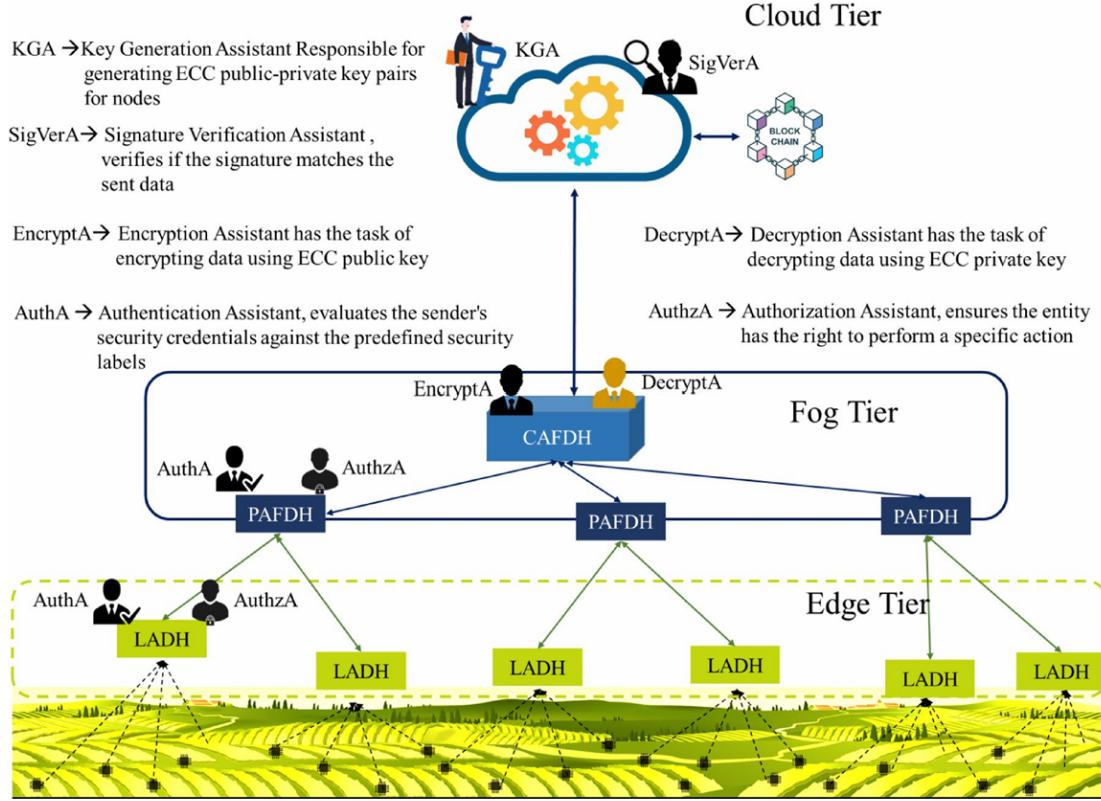 Cloud Tier
KGA
SigVerA
KGA →Key Generation Assistant Responsible for
generating ECC public-private key pairs
for nodes
SigVerA→ Signature Verification Assistant ,
verifies if the signature matches the
sent data
BLOCK
CHAIN
EncryptA→ Encryption Assistant has the task of
encrypting data using ECC public key
DecryptA→ Decryption Assistant has the task of
decrypting data using ECC private key
AuthA → Authentication Assistant, evaluates the sender's
security credentials against the predefined security
labels
AuthzA → Authorization Assistant, ensures the entity
has the right to perform a specific action
EncryptA
DecryptA
Fog Tier
CAFDH
AuthA
AuthzA
PAFDH
PAFDH
PAFDH
Edge Tier
AuthA
AuthzA
LADH
LADH
LADH
LADH
LADH
LADH